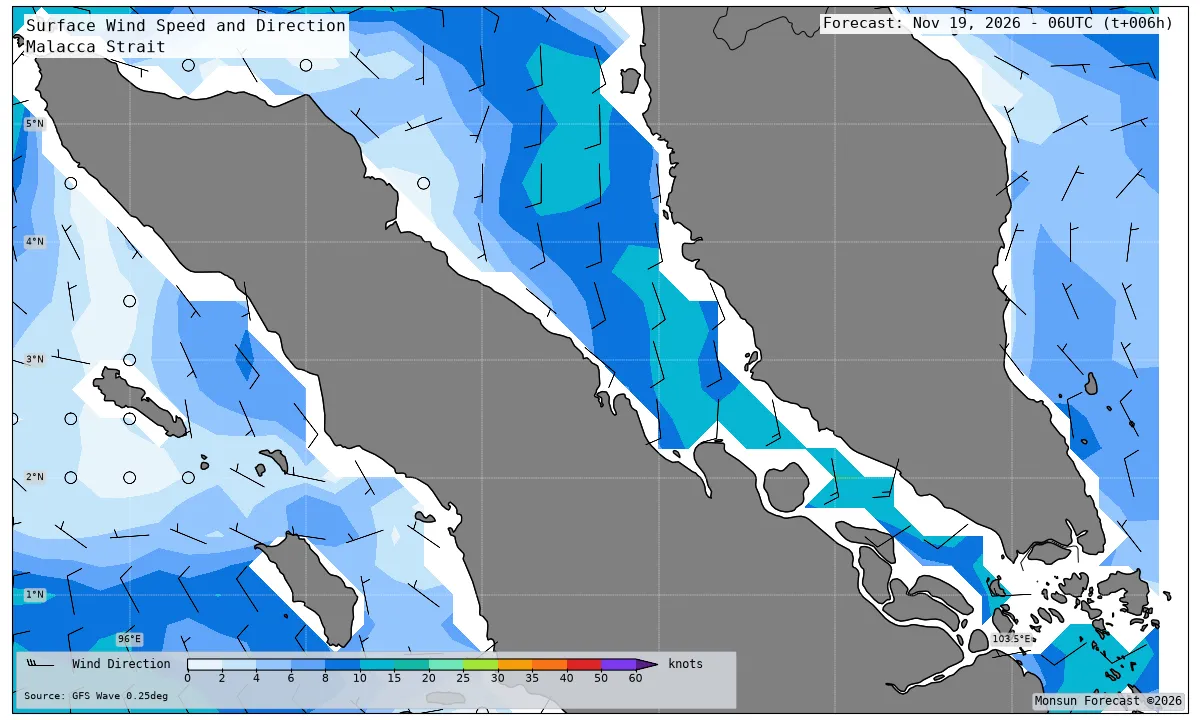 Surface Wind Speed and Direction
Malacca Strait
Forecast: Nov 19, 2026 - 06UTC (t+006h)
5°N
4°N
3°N
2°N
1°N
96°E
103.5°E
Wind Direction
knots
0 2 4 6 8 10 15 20 25 30 35 40 50 60
Source: GFS Wave 0.25deg
Monsun Forecast ©2026